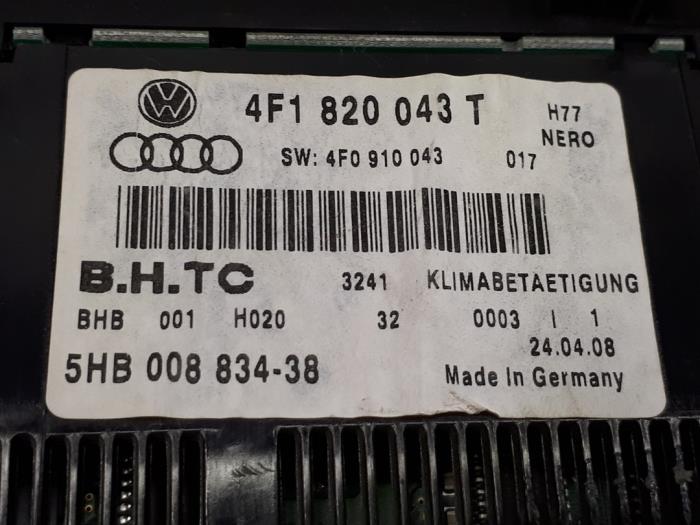 4F1 820 043 T H77
NERO
SW: 4F0 910 043 017
B.H.TC 3241 KLIMABETAETIGUNG
BHB 001 H020 32 0003 I 1
24.04.08
5HB 008 834-38 Made In Germany